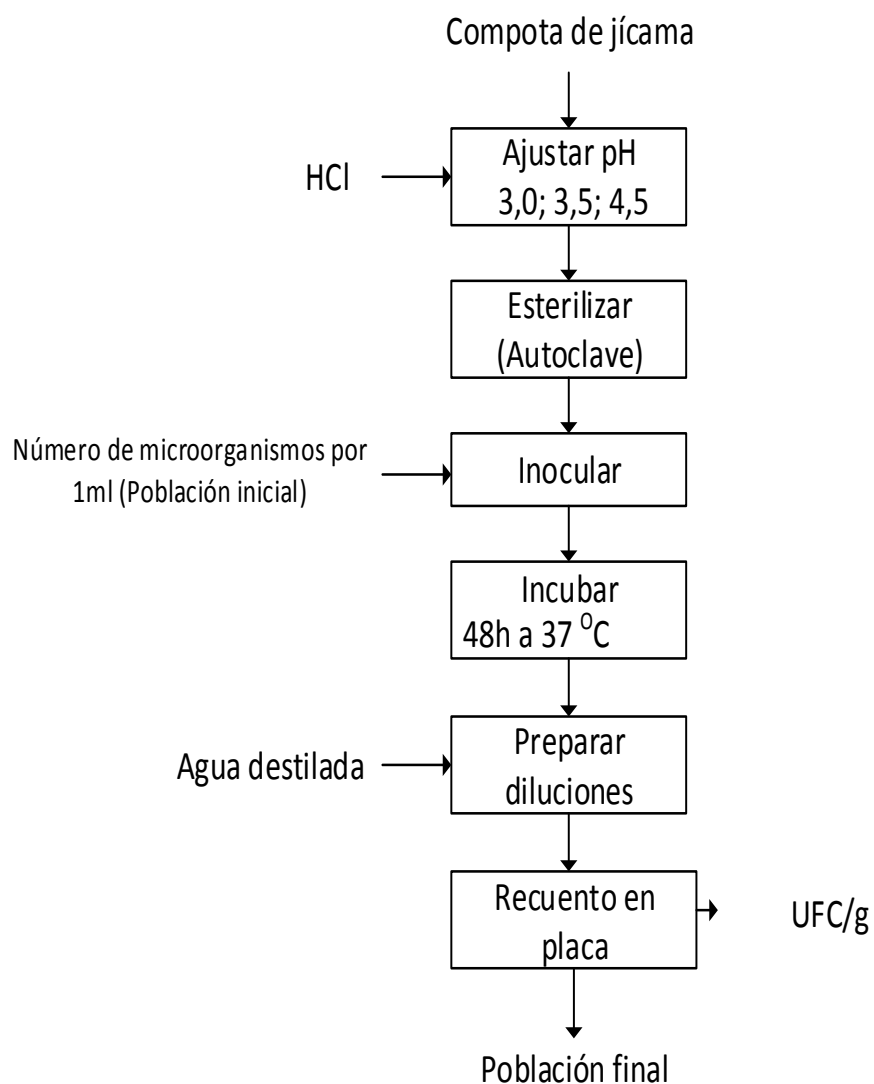 Compota de jícama
HCl
Ajustar pH
3,0; 3,5; 4,5
Esterilizar
(Autoclave)
Número de microorganismos por
1ml (Población inicial)
Inocular
Incubar
48h a 37 ᴼC
Agua destilada
Preparar
diluciones
Recuento en
placa
UFC/g
Población final